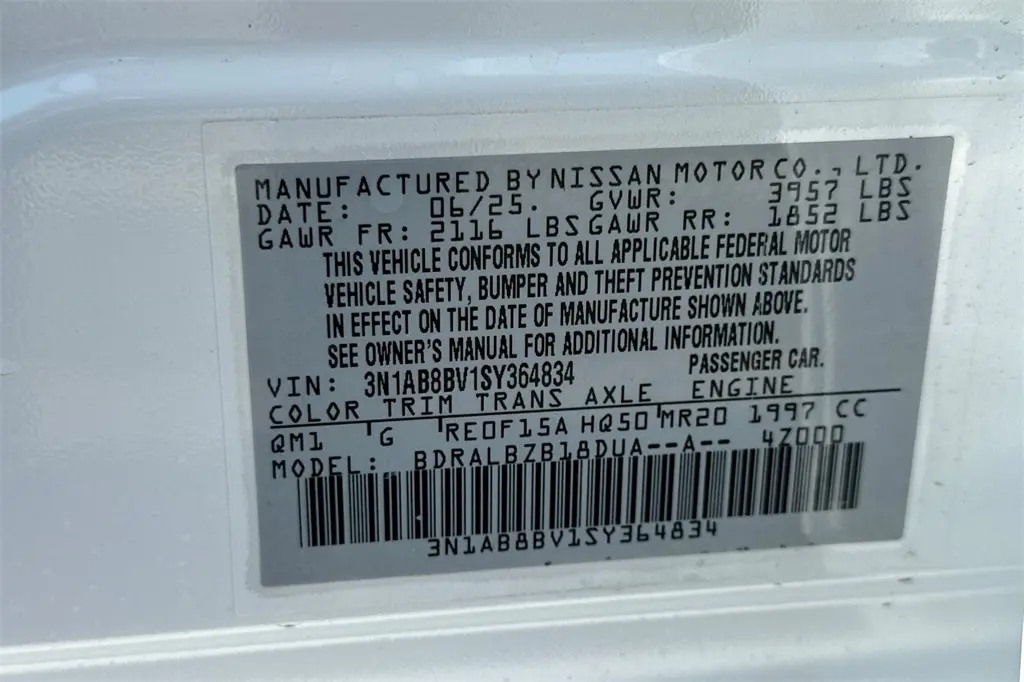 MANUFACTURED BY NISSAN MOTOR CO., LTD.
DATE: 06/25. GVWR: 3957 LBS
GAWR FR: 2116 LBS GAWR RR: 1852 LBS
THIS VEHICLE CONFORMS TO ALL APPLICABLE FEDERAL MOTOR
VEHICLE SAFETY, BUMPER AND THEFT PREVENTION STANDARDS
IN EFFECT ON THE DATE OF MANUFACTURE SHOWN ABOVE.
SEE OWNER'S MANUAL FOR ADDITIONAL INFORMATION.
VIN: 3N1AB8BV1SY364834 PASSENGER CAR.
COLOR TRIM TRANS AXLE ENGINE
QM1 G RE0F15A HQ50 MR20 1997 CC
MODEL: BDRALBZB18DUA--A-- 4Z000
3N1AB8BV1SY364834